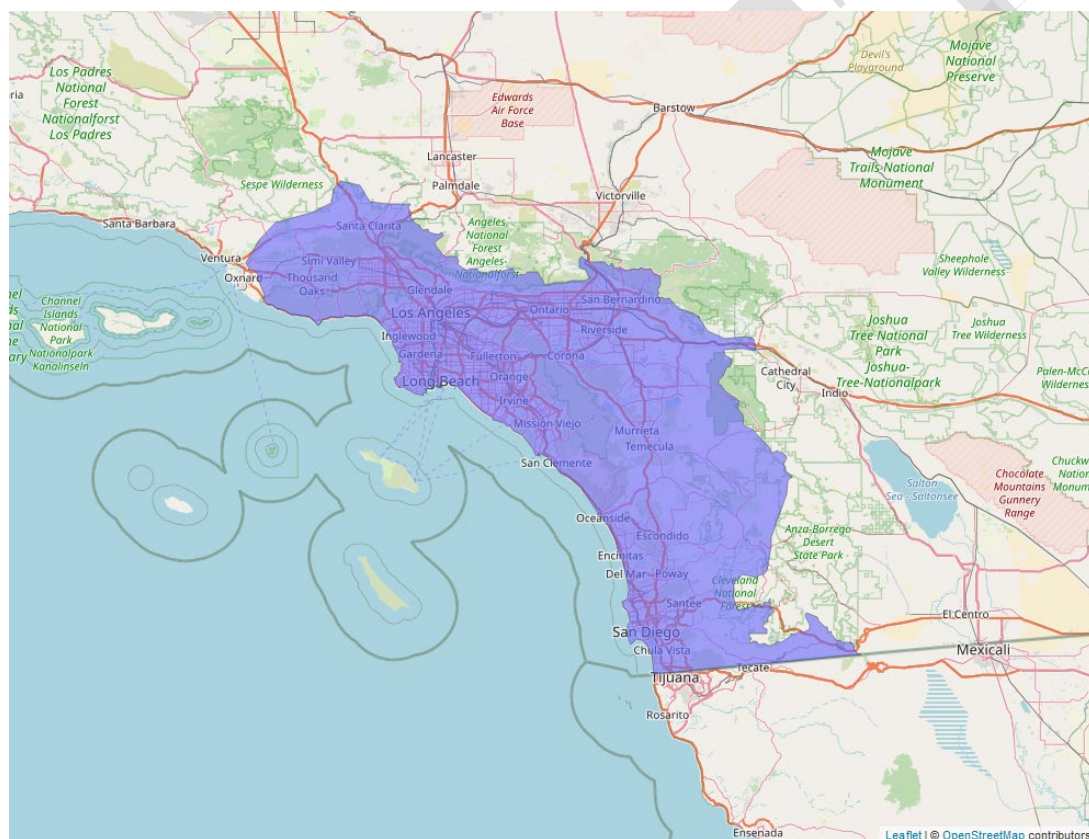 Los Padres
National
Forest
Nationalforst
Los Padres
Sespe Wilderness
Santa Barbara
Ventura
Oxnard
Channel
Islands
National
Park
Nationalpark
Kanalinseln
Edwards
Air Force
Base
Lancaster
Palmdale
Barstow
Victorville
Devil's
Playground
Mojave
National
Preserve
Mojave
Trails National
Monument
Angeles
National
Forest
Angeles-
Nationalforst
Santa Clarita
Simi Valley
Thousand
Oaks
Glendale
Los Angeles
Inglewood
Gardena
Long Beach
Ontario
San Bernardino
Riverside
Fullerton
Corona
Orange
Irvine
Mission Viejo
San Clemente
Murrieta
Temecula
Sheephole
Valley Wilderness
Joshua
Tree National
Park
Joshua-
Tree-Nationalpark
Joshua
Tree Wilderness
Cathedral
City
Indio
Palen-McC
Wilderness
Salton
Sea - Saltonsee
Chocolate
Mountains
Gunnery
Range
Chuckw
Nation
Monum
Oceanside
Escondido
Encinitas
Del Mar
Poway
Anza-Borrego
Desert
State Park
Cleveland
National
Forest
Santee
San Diego
Chula Vista
Tecate
Tijuana
Rosarito
El Centro
Mexicali
Ensenada
Leaflet | © OpenStreetMap contributors